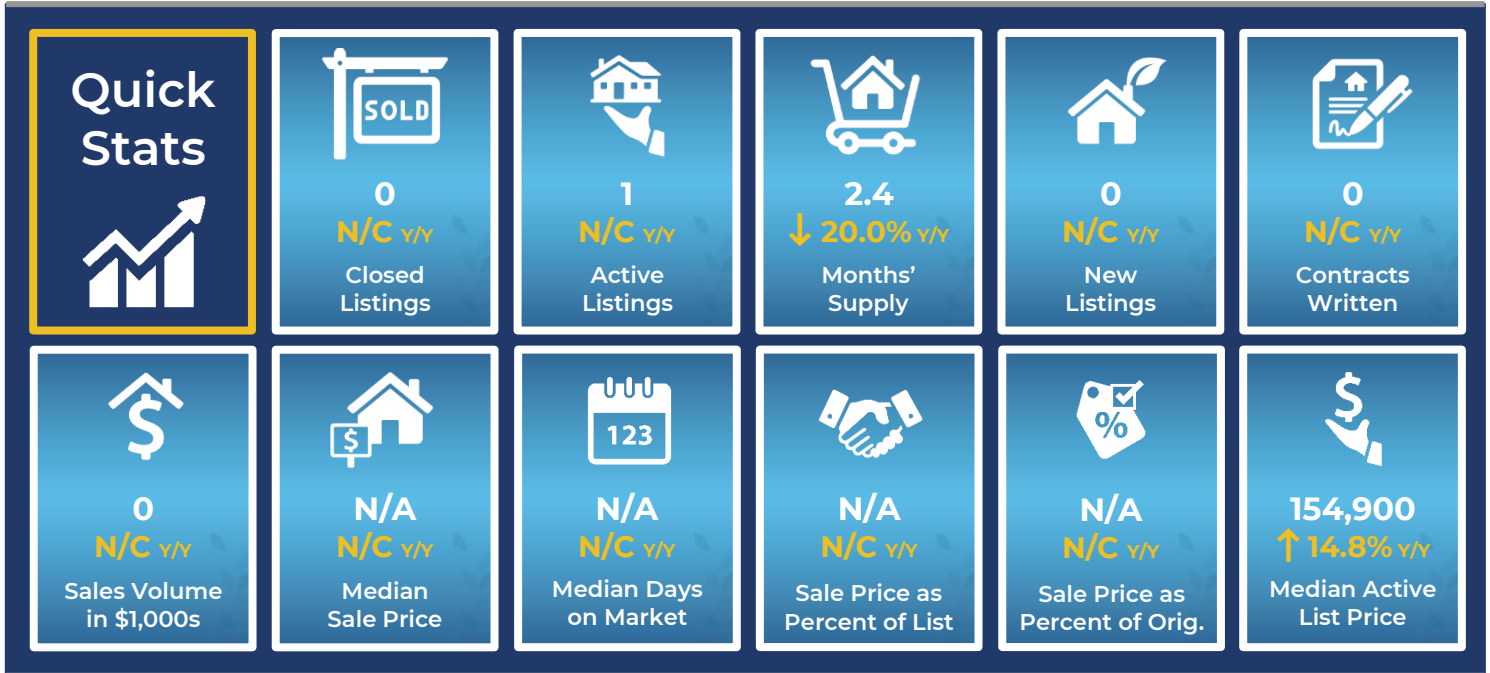 Quick
Stats
SOLD
0
N/C Y/Y
Closed
Listings
1
N/C Y/Y
Active
Listings
2.4
↓ 20.0% Y/Y
Months’
Supply
0
N/C Y/Y
New
Listings
0
N/C Y/Y
Contracts
Written
$
0
N/C Y/Y
Sales Volume
in $1,000s
$
N/A
N/C Y/Y
Median
Sale Price
123
N/A
N/C Y/Y
Median Days
on Market
N/A
N/C Y/Y
Sale Price as
Percent of List
%
N/A
N/C Y/Y
Sale Price as
Percent of Orig.
$
154,900
↑ 14.8% Y/Y
Median Active
List Price